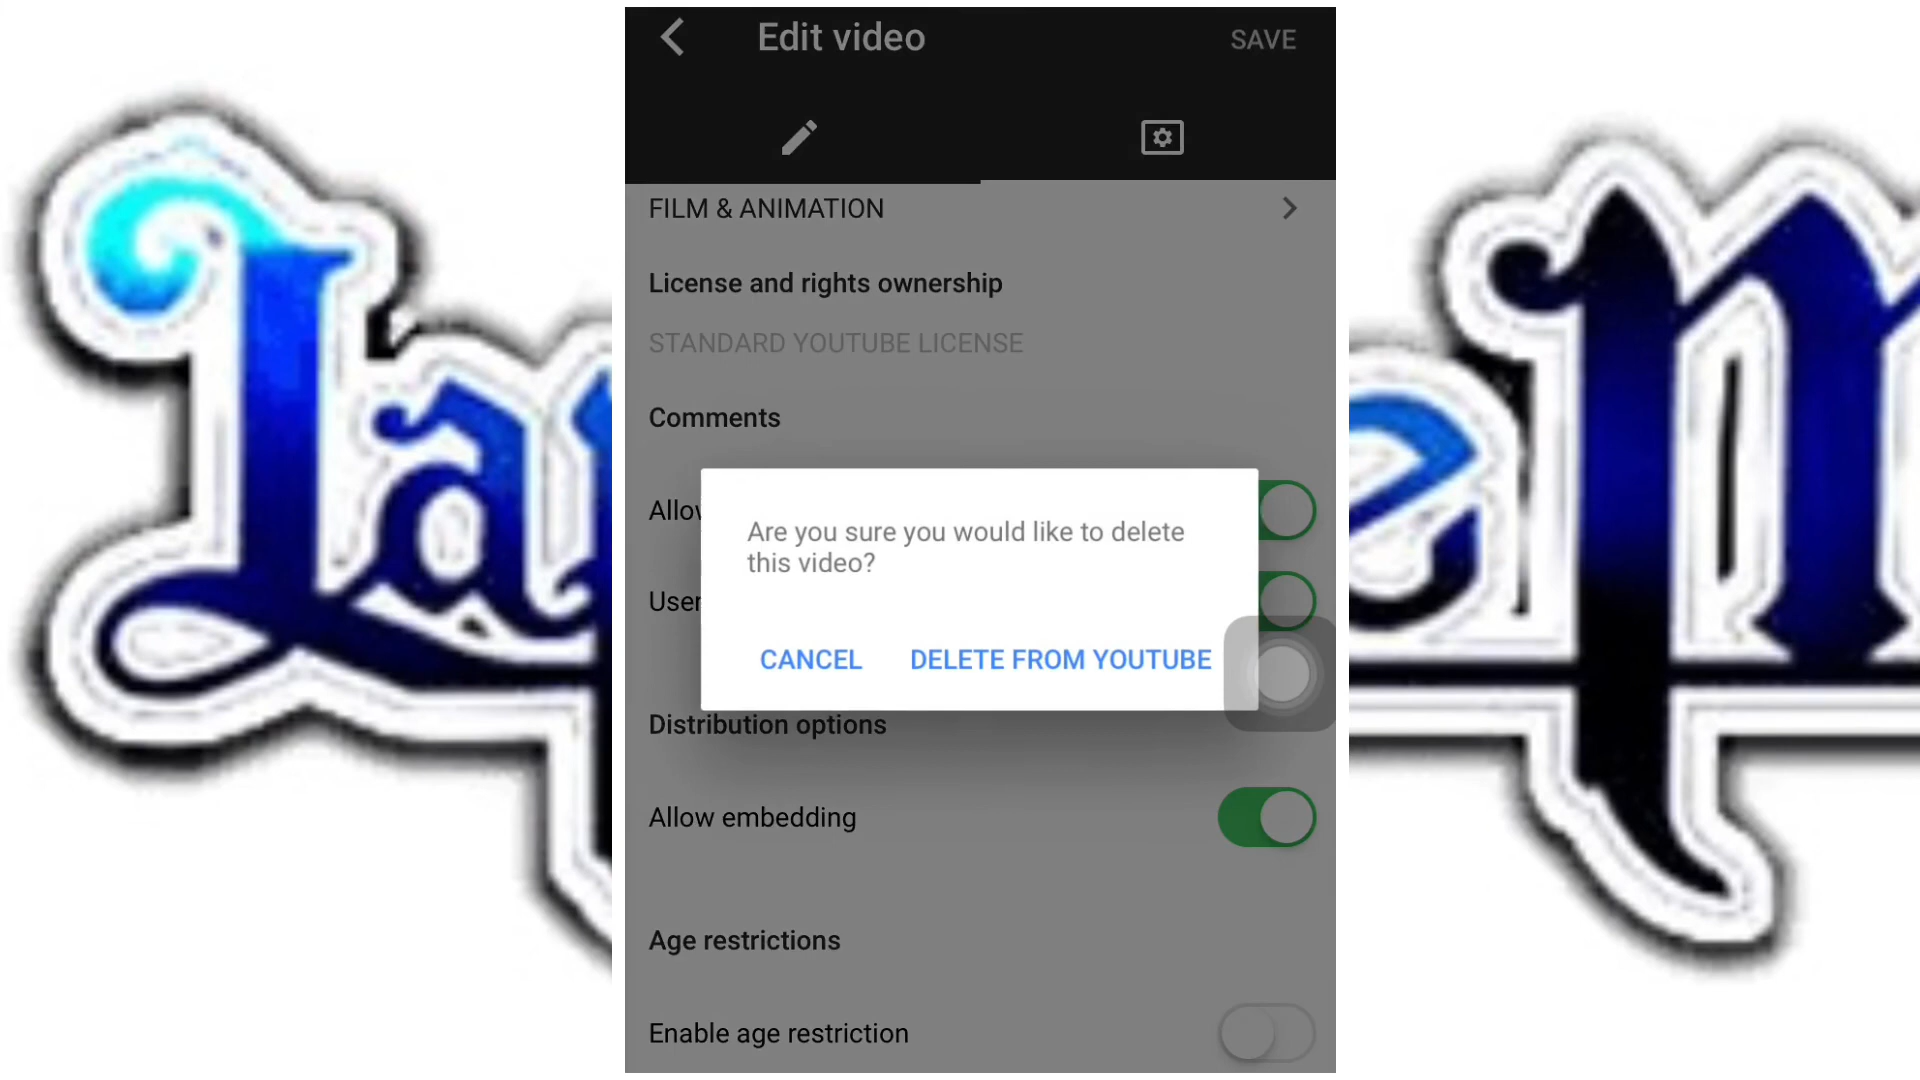 Edit video
SAVE
FILM & ANIMATION
License and rights ownership
STANDARD YOUTUBE LICENSE
Comments
Are you sure you would like to delete
this video?
CANCEL
DELETE FROM YOUTUBE
Distribution options
Allow embedding
Age restrictions
Enable age restriction